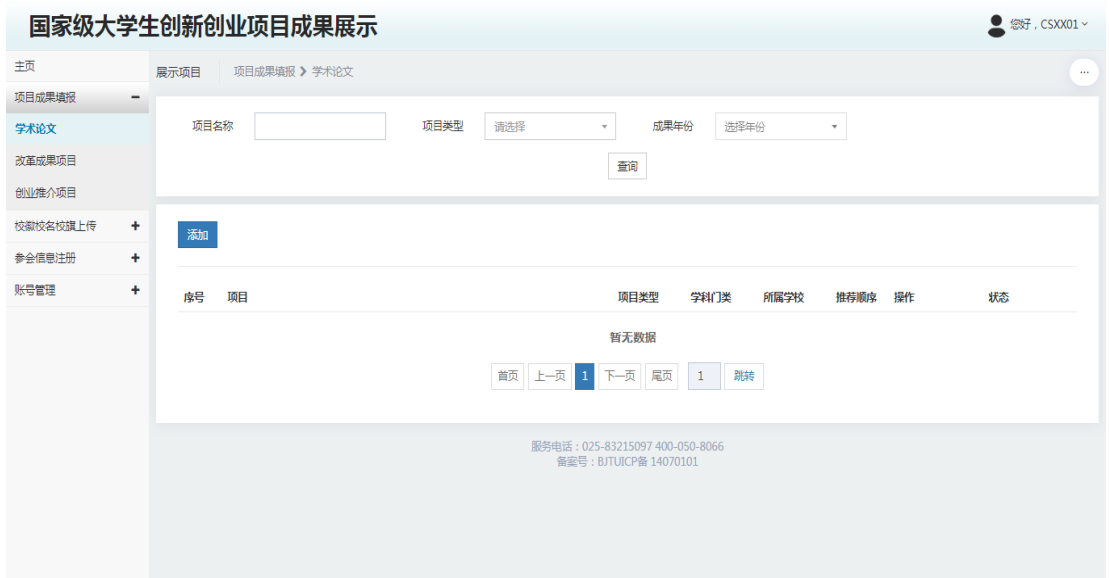 国家级大学生创新创业项目成果展示
您好，CSXX01
主页
展示项目 项目成果填报 学术论文
...
项目成果填报
学术论文
项目名称 项目类型 请选择 成果年份 选择年份
改革成果项目
查询
创业推介项目
校徽校名校旗上传
添加
参会信息注册
账号管理
序号 项目 项目类型 学科门类 所属学校 推荐顺序 操作 状态
暂无数据
首页 上一页 1 下一页 尾页 1 跳转
服务电话：025-83215097 400-050-8066
备案号：BJTUICP备 14070101